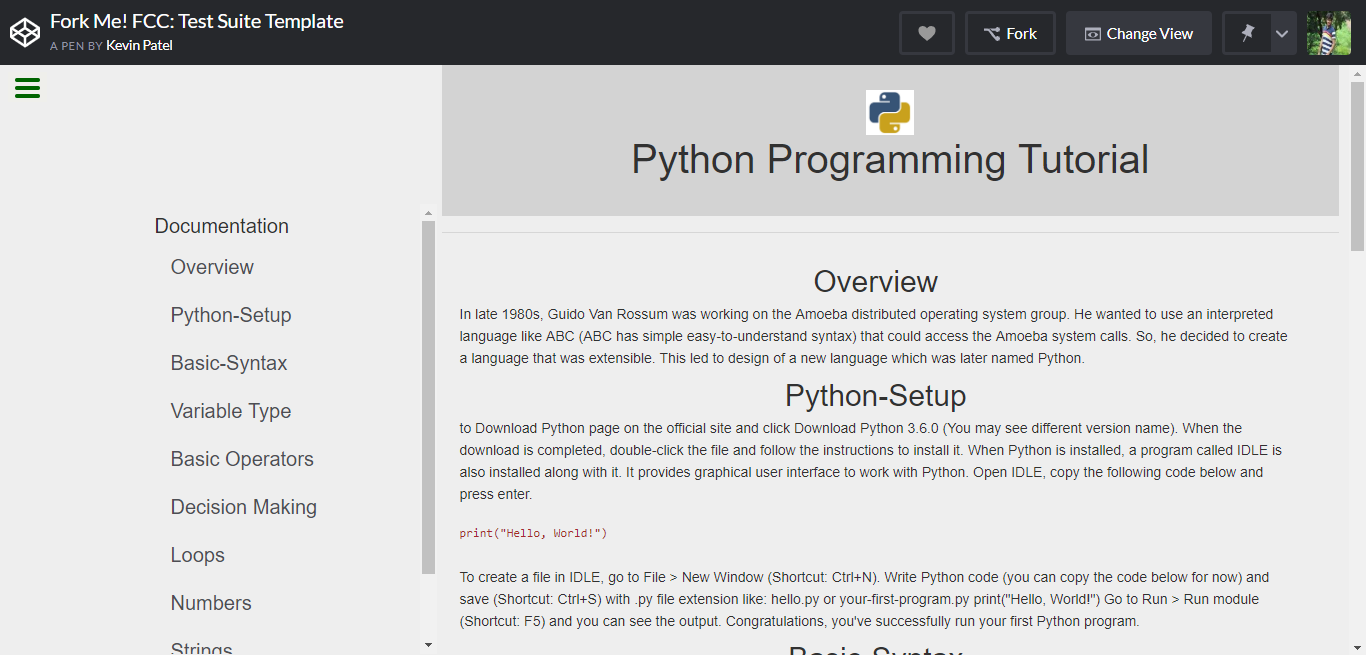 Fork Me! FCC: Test Suite Template
A PEN BY Kevin Patel
Fork
Change View
Python Programming Tutorial
Documentation
Overview
Python-Setup
Basic-Syntax
Variable Type
Basic Operators
Decision Making
Loops
Numbers
Strings
Overview
In late 1980s, Guido Van Rossum was working on the Amoeba distributed operating system group. He wanted to use an interpreted
language like ABC (ABC has simple easy-to-understand syntax) that could access the Amoeba system calls. So, he decided to create
a language that was extensible. This led to design of a new language which was later named Python.
Python-Setup
to Download Python page on the official site and click Download Python 3.6.0 (You may see different version name). When the
download is completed, double-click the file and follow the instructions to install it. When Python is installed, a program called IDLE is
also installed along with it. It provides graphical user interface to work with Python. Open IDLE, copy the following code below and
press enter.
print("Hello, World!")
To create a file in IDLE, go to File > New Window (Shortcut: Ctrl+N). Write Python code (you can copy the code below for now) and
save (Shortcut: Ctrl+S) with .py file extension like: hello.py or your-first-program.py print("Hello, World!") Go to Run > Run module
(Shortcut: F5) and you can see the output. Congratulations, you've successfully run your first Python program.
Basic-Syntax